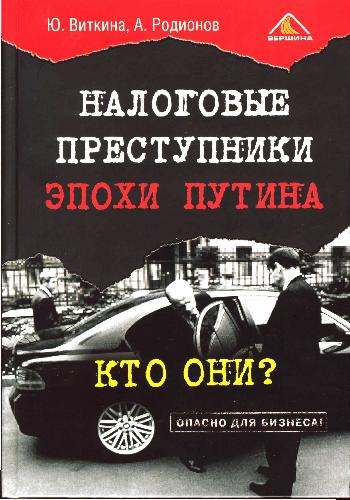 Ю. Виткина, А. Родионов
ВЕРШИНА
НАЛОГОВЫЕ
ПРЕСТУПНИКИ
ЭПОХИ ПУТИНА
КТО ОНИ?
ОПАСНО ДЛЯ БИЗНЕСА!